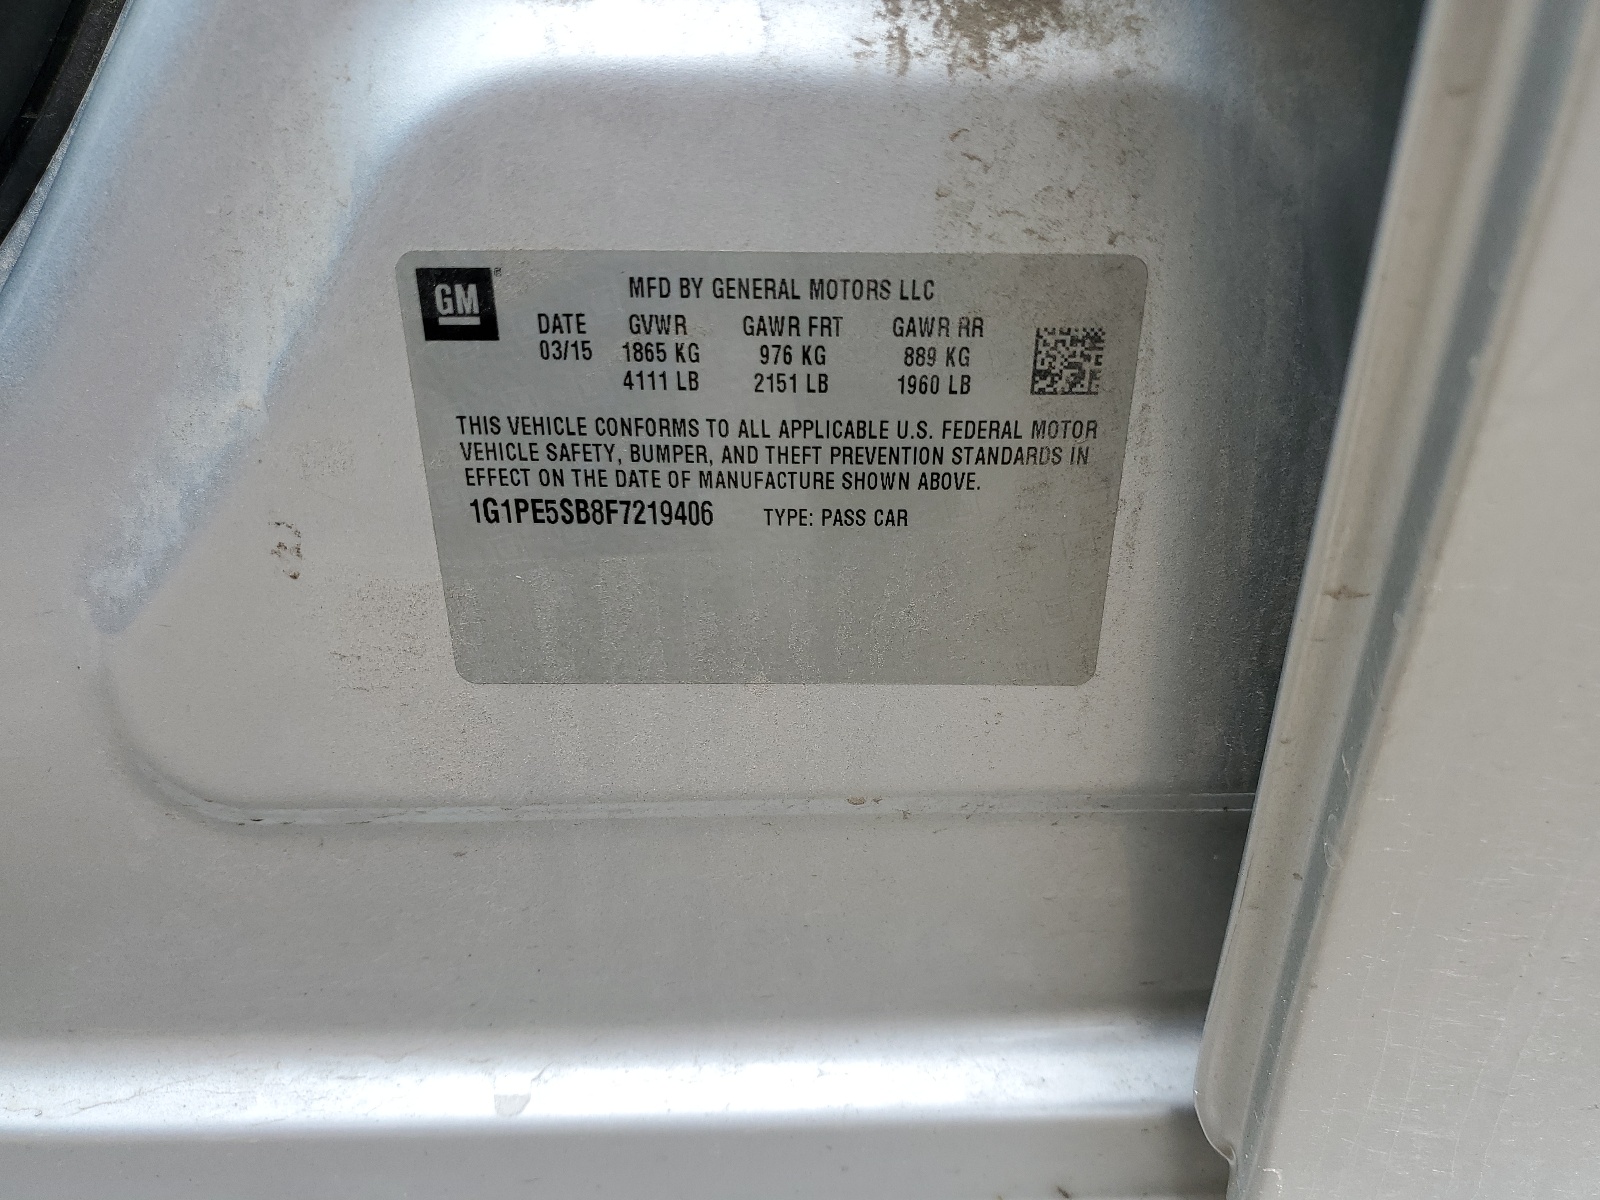 GM®
MFD BY GENERAL MOTORS LLC
DATE GVWR GAWR FRT GAWR RR
03/15 1865 KG 976 KG 889 KG
4111 LB 2151 LB 1960 LB
THIS VEHICLE CONFORMS TO ALL APPLICABLE U.S. FEDERAL MOTOR
VEHICLE SAFETY, BUMPER, AND THEFT PREVENTION STANDARDS IN
EFFECT ON THE DATE OF MANUFACTURE SHOWN ABOVE.
1G1PE5SB8F7219406 TYPE: PASS CAR